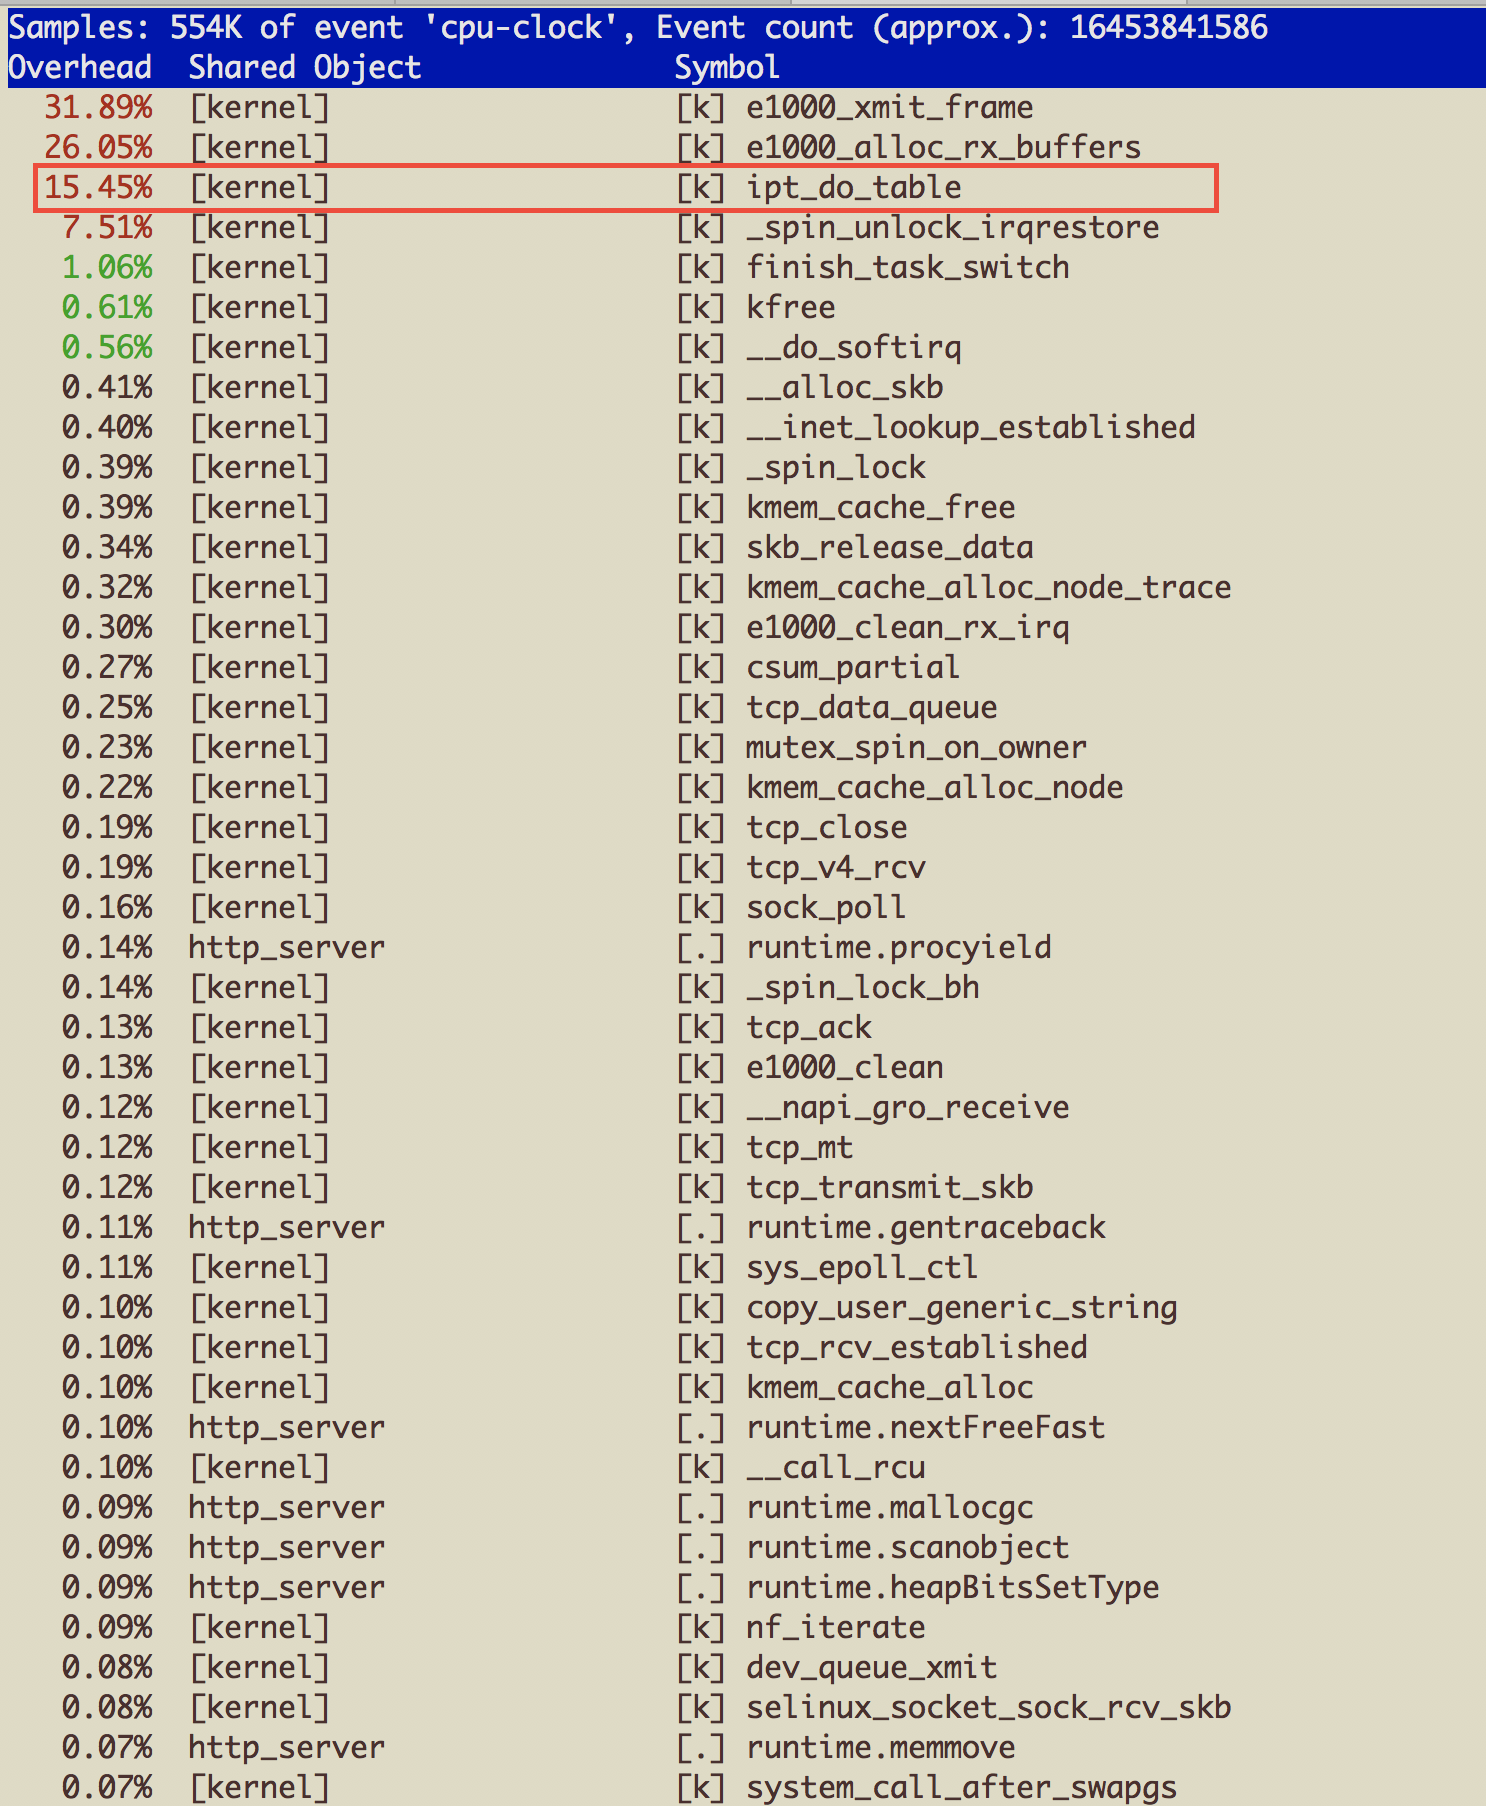 Samples: 554K of event 'cpu-clock', Event count (approx.): 16453841586
Overhead  Shared Object  Symbol
31.89%  [kernel]  [k] e1000_xmit_frame
26.05%  [kernel]  [k] e1000_alloc_rx_buffers
15.45%  [kernel]  [k] ipt_do_table
7.51%  [kernel]  [k] _spin_unlock_irqrestore
1.06%  [kernel]  [k] finish_task_switch
0.61%  [kernel]  [k] kfree
0.56%  [kernel]  [k] __do_softirq
0.41%  [kernel]  [k] __alloc_skb
0.40%  [kernel]  [k] __inet_lookup_established
0.39%  [kernel]  [k] _spin_lock
0.39%  [kernel]  [k] kmem_cache_free
0.34%  [kernel]  [k] skb_release_data
0.32%  [kernel]  [k] kmem_cache_alloc_node_trace
0.30%  [kernel]  [k] e1000_clean_rx_irq
0.27%  [kernel]  [k] csum_partial
0.25%  [kernel]  [k] tcp_data_queue
0.23%  [kernel]  [k] mutex_spin_on_owner
0.22%  [kernel]  [k] kmem_cache_alloc_node
0.19%  [kernel]  [k] tcp_close
0.19%  [kernel]  [k] tcp_v4_rcv
0.16%  [kernel]  [k] sock_poll
0.14%  http_server  [.] runtime.procyield
0.14%  [kernel]  [k] _spin_lock_bh
0.13%  [kernel]  [k] tcp_ack
0.13%  [kernel]  [k] e1000_clean
0.12%  [kernel]  [k] __napi_gro_receive
0.12%  [kernel]  [k] tcp_mt
0.12%  [kernel]  [k] tcp_transmit_skb
0.11%  http_server  [.] runtime.gentraceback
0.11%  [kernel]  [k] sys_epoll_ctl
0.10%  [kernel]  [k] copy_user_generic_string
0.10%  [kernel]  [k] tcp_rcv_established
0.10%  [kernel]  [k] kmem_cache_alloc
0.10%  http_server  [.] runtime.nextFreeFast
0.10%  [kernel]  [k] __call_rcu
0.09%  http_server  [.] runtime.mallocgc
0.09%  http_server  [.] runtime.scanobject
0.09%  http_server  [.] runtime.heapBitsSetType
0.09%  [kernel]  [k] nf_iterate
0.08%  [kernel]  [k] dev_queue_xmit
0.08%  [kernel]  [k] selinux_socket_sock_rcv_skb
0.07%  http_server  [.] runtime.memmove
0.07%  [kernel]  [k] system_call_after_swapgs